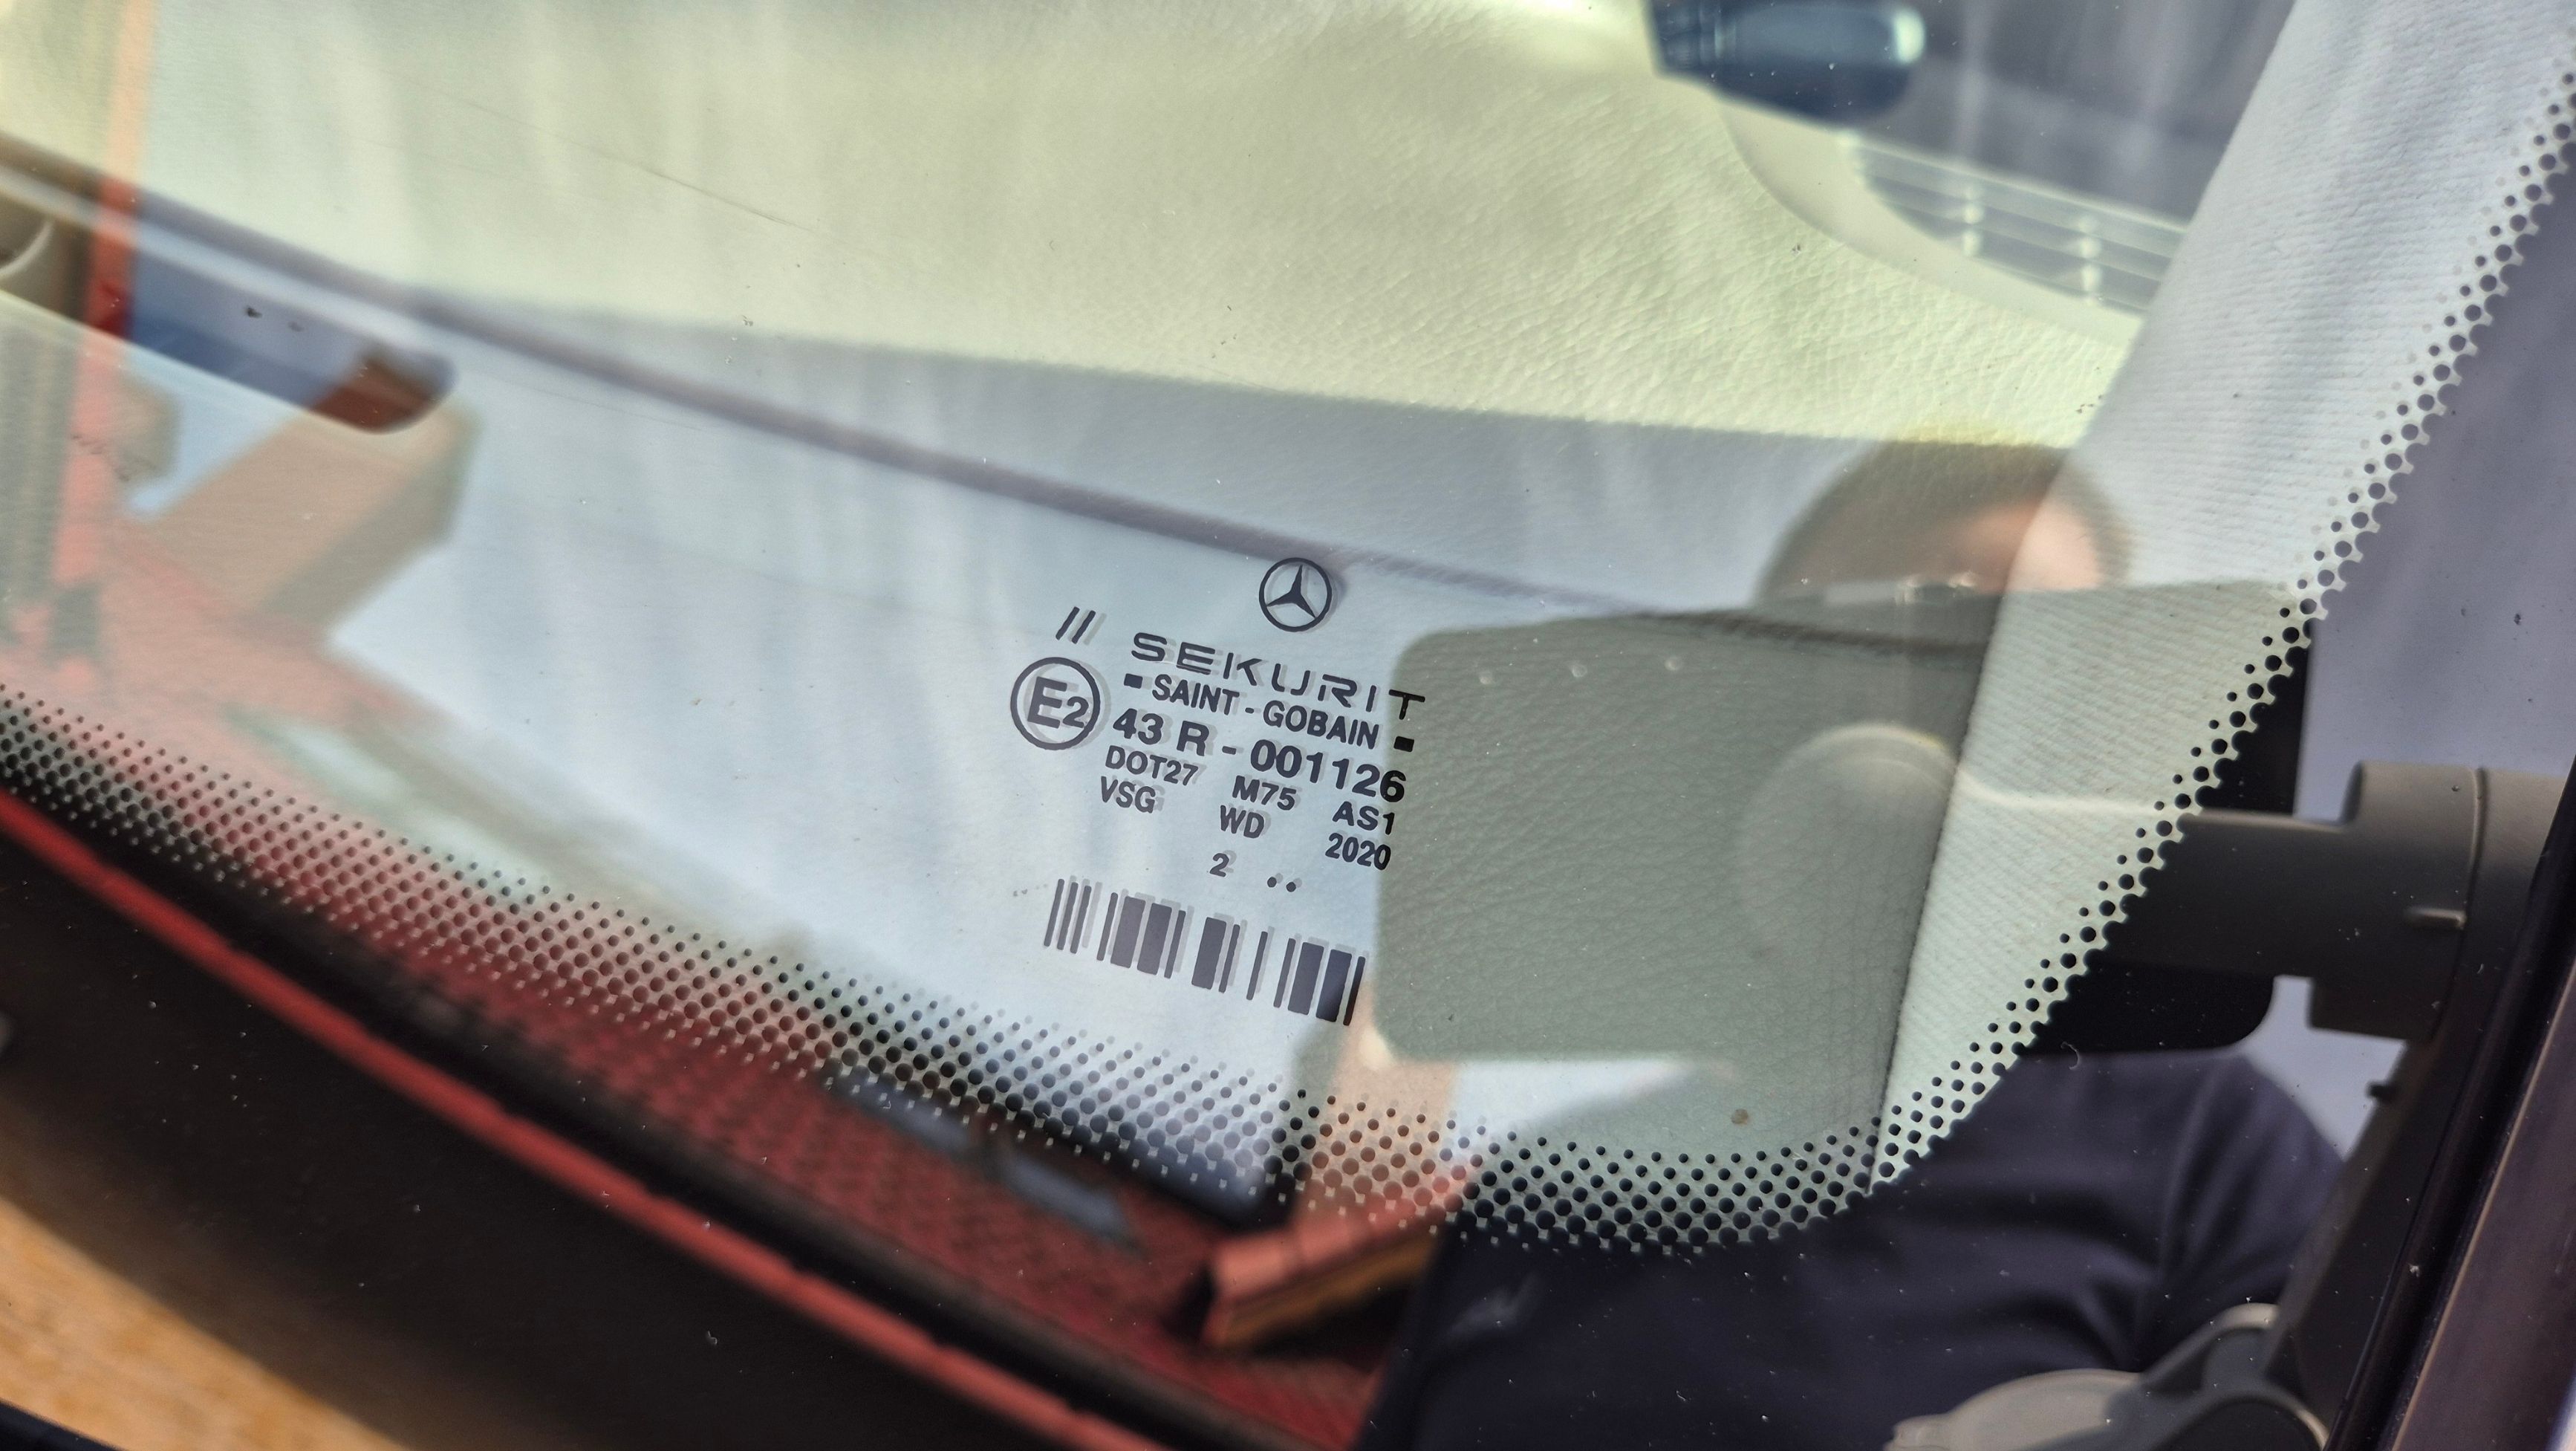 //
SEKURIT
SAINT - GOBAIN
E2 43 R - 001126
DOT27 M75 AS1
VSG WD 2020
2 ..